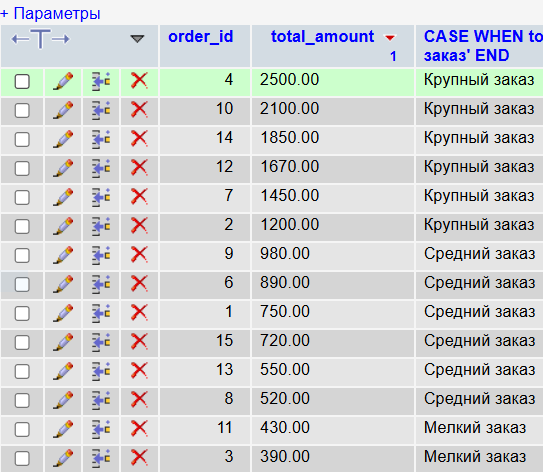 + Параметры
order_id total_amount CASE WHEN to
1 заказ' END
4 2500.00 Крупный заказ
10 2100.00 Крупный заказ
14 1850.00 Крупный заказ
12 1670.00 Крупный заказ
7 1450.00 Крупный заказ
2 1200.00 Крупный заказ
9 980.00 Средний заказ
6 890.00 Средний заказ
1 750.00 Средний заказ
15 720.00 Средний заказ
13 550.00 Средний заказ
8 520.00 Средний заказ
11 430.00 Мелкий заказ
3 390.00 Мелкий заказ